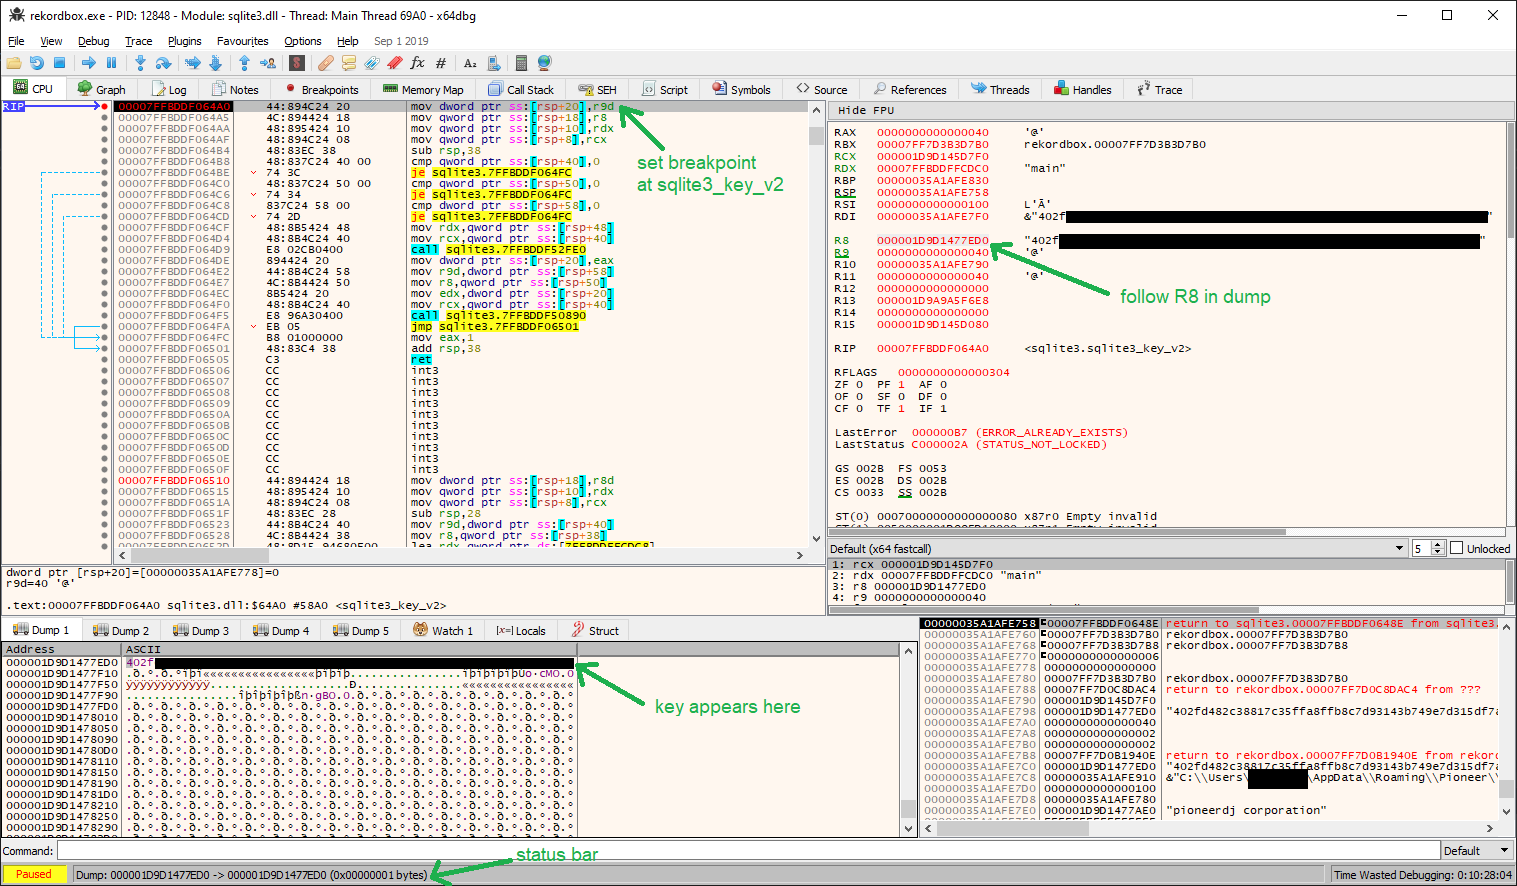 rekordbox.exe - PID: 12848 - Module: sqlite3.dll - Thread: Main Thread 69A0 - x64dbg
File View Debug Trace Plugins Favourites Options Help Sep 1 2019
CPU Graph Log Notes Breakpoints Memory Map Call Stack SEH Script Symbols Source References Threads Handles Trace
RIP
00007FFBDDF064A0 44:894C24 20 mov dword ptr ss:[rsp+20],r9d
00007FFBDDF064A5 4C:894424 18 mov qword ptr ss:[rsp+18],r8
00007FFBDDF064AA 48:895424 10 mov qword ptr ss:[rsp+10],rdx
00007FFBDDF064AF 48:894C24 08 mov qword ptr ss:[rsp+8],rcx
00007FFBDDF064B4 48:83EC 38 sub rsp,38
00007FFBDDF064B8 48:837C24 40 00 cmp qword ptr ss:[rsp+40],0
00007FFBDDF064BE 74 3C je sqlite3.7FFBDDF064FC
00007FFBDDF064C0 48:837C24 50 00 cmp qword ptr ss:[rsp+50],0
00007FFBDDF064C6 74 34 je sqlite3.7FFBDDF064FC
00007FFBDDF064C8 837C24 58 00 cmp dword ptr ss:[rsp+58],0
00007FFBDDF064CD 74 2D je sqlite3.7FFBDDF064FC
00007FFBDDF064CF 48:8B5424 48 mov rdx,qword ptr ss:[rsp+48]
00007FFBDDF064D4 48:8B4C24 40 mov rcx,qword ptr ss:[rsp+40]
00007FFBDDF064D9 E8 02CB0400 call sqlite3.7FFBDDF52FE0
00007FFBDDF064DE 894424 20 mov dword ptr ss:[rsp+20],eax
00007FFBDDF064E2 44:8B4C24 58 mov r9d,dword ptr ss:[rsp+58]
00007FFBDDF064E7 4C:8B4424 50 mov r8,qword ptr ss:[rsp+50]
00007FFBDDF064EC 8B5424 20 mov edx,dword ptr ss:[rsp+20]
00007FFBDDF064F0 48:8B4C24 40 mov rcx,qword ptr ss:[rsp+40]
00007FFBDDF064F5 E8 96A30400 call sqlite3.7FFBDDF50890
00007FFBDDF064FA EB 05 jmp sqlite3.7FFBDDF06501
00007FFBDDF064FC B8 01000000 mov eax,1
00007FFBDDF06501 48:83C4 38 add rsp,38
00007FFBDDF06505 C3 ret
00007FFBDDF06506 CC int3
00007FFBDDF06507 CC int3
00007FFBDDF06508 CC int3
00007FFBDDF06509 CC int3
00007FFBDDF0650A CC int3
00007FFBDDF0650B CC int3
00007FFBDDF0650C CC int3
00007FFBDDF0650D CC int3
00007FFBDDF0650E CC int3
00007FFBDDF0650F CC int3
00007FFBDDF06510 44:894424 18 mov dword ptr ss:[rsp+18],r8d
00007FFBDDF06515 48:895424 10 mov qword ptr ss:[rsp+10],rdx
00007FFBDDF0651A 48:894C24 08 mov qword ptr ss:[rsp+8],rcx
00007FFBDDF0651F 48:83EC 28 sub rsp,28
00007FFBDDF06523 44:8B4C24 40 mov r9d,dword ptr ss:[rsp+40]
00007FFBDDF06528 4C:8B4424 38 mov r8,qword ptr ss:[rsp+38]
set breakpoint
at sqlite3_key_v2
dword ptr [rsp+20]=[00000035A1AFE778]=0
r9d=40 '@'
.text:00007FFBDDF064A0 sqlite3.dll:$64A0 #58A0 <sqlite3_key_v2>
Hide FPU
RAX 0000000000000040 '@'
RBX 00007FF7D3B3D7B0 rekordbox.00007FF7D3B3D7B0
RCX 000001D9D145D7F0
RDX 00007FFBDDFFCDC0 "main"
RBP 00000035A1AFE830
RSP 00000035A1AFE758
RSI 0000000000000100 L'Ā'
RDI 00000035A1AFE7F0 &"402f "
R8 000001D9D1477ED0 "402f "
R9 0000000000000040 '@'
R10 00000035A1AFE790
R11 0000000000000040 '@'
R12 0000000000000000
R13 000001D9A9A5F6E8
R14 0000000000000000
R15 000001D9D145D080
RIP 00007FFBDDF064A0 <sqlite3.sqlite3_key_v2>
follow R8 in dump
RFLAGS 0000000000000304
ZF 0 PF 1 AF 0
OF 0 SF 0 DF 0
CF 0 TF 1 IF 1
LastError 000000B7 (ERROR_ALREADY_EXISTS)
LastStatus C000002A (STATUS_NOT_LOCKED)
GS 002B FS 0053
ES 002B DS 002B
CS 0033 SS 002B
ST(0) 00070000000000000080 x87r0 Empty invalid
Default (x64 fastcall) 5 Unlocked
1: rcx 000001D9D145D7F0
2: rdx 00007FFBDDFFCDC0 "main"
3: r8 000001D9D1477ED0
4: r9 0000000000000040
Dump 1 Dump 2 Dump 3 Dump 4 Dump 5 Watch 1 [x=] Locals Struct
Address ASCII
000001D9D1477ED0 402f
000001D9D1477F10
000001D9D1477F50
000001D9D1477F90
000001D9D1477FD0
000001D9D1478010
000001D9D1478050
000001D9D1478090
000001D9D14780D0
000001D9D1478110
000001D9D1478150
000001D9D1478190
000001D9D14781D0
000001D9D1478210
000001D9D1478250
000001D9D1478290
key appears here
00000035A1AFE758 00007FFBDDF0648E return to sqlite3.00007FFBDDF0648E from sqlite3.
00000035A1AFE760 00007FF7D3B3D7B0 rekordbox.00007FF7D3B3D7B0
00000035A1AFE768 00007FF7D3B3D7B8 rekordbox.00007FF7D3B3D7B8
00000035A1AFE770 0000000000000006
00000035A1AFE778 0000000000000000
00000035A1AFE780 00007FF7D3B3D7B0 rekordbox.00007FF7D3B3D7B0
00000035A1AFE788 00007FF7D0C8DAC4 return to rekordbox.00007FF7D0C8DAC4 from ???
00000035A1AFE790 000001D9D145D7F0
00000035A1AFE798 000001D9D1477ED0 "402fd482c38817c35ffa8ffb8c7d93143b749e7d315df7a
00000035A1AFE7A0 0000000000000040
00000035A1AFE7A8 0000000000000002
00000035A1AFE7B0 0000000000000002
00000035A1AFE7B8 00007FF7D0B1940E return to rekordbox.00007FF7D0B1940E from rekor
00000035A1AFE7C0 000001D9D1477ED0 "402fd482c38817c35ffa8ffb8c7d93143b749e7d315df7a
00000035A1AFE7C8 00000035A1AFE910 &"C:\\Users\ \AppData\\Roaming\\Pioneer\\
00000035A1AFE7D0 0000000000000100
00000035A1AFE7D8 00000035A1AFE780
00000035A1AFE7E0 000001D9D1477AE0 "pioneerdj corporation"
Command: Default
status bar
Paused Dump: 000001D9D1477ED0 -> 000001D9D1477ED0 (0x00000001 bytes) Time Wasted Debugging: 0:10:28:04